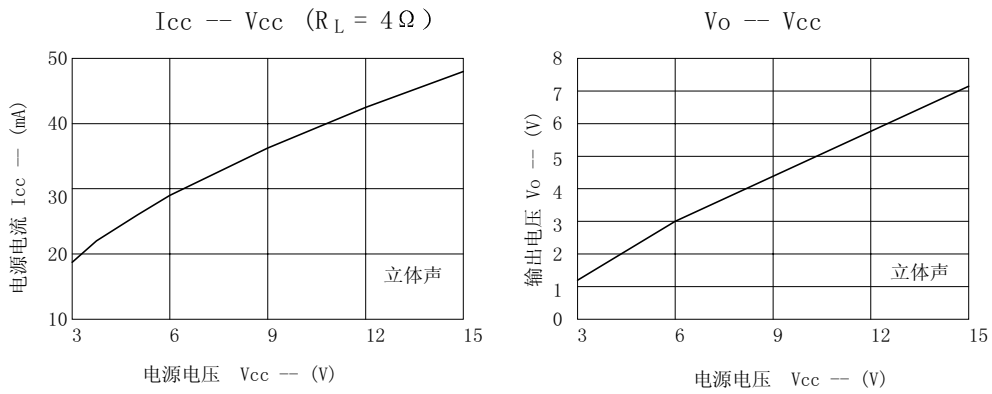 Icc -- Vcc (R_L = 4Ω)
50
40
30
20
10
3 6 9 12 15
电源电流 Icc -- (mA)
立体声
电源电压 Vcc -- (V)
Vo -- Vcc
8
7
6
5
4
3
2
1
0
3 6 9 12 15
输出电压 Vo -- (V)
立体声
电源电压 Vcc -- (V)